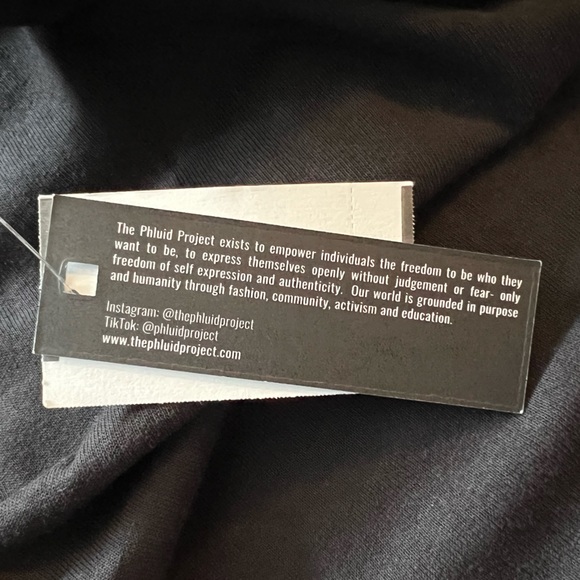 The Phluid Project exists to empower individuals the freedom to be who they
want to be, to express themselves openly without judgement or fear- only
freedom of self expression and authenticity. Our world is grounded in purpose
and humanity through fashion, community, activism and education.
Instagram: @thephluidproject
TikTok: @phluidproject
www.thephluidproject.com